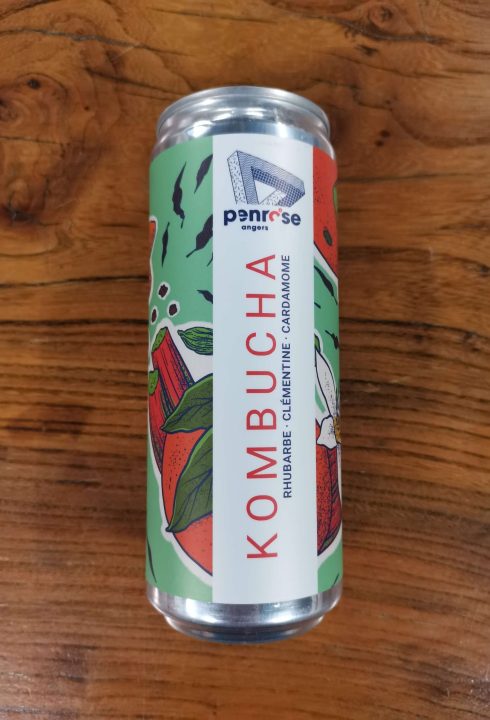 penrose
angers
KOMBUCHA
RHUBARBE · CLÉMENTINE · CARDAMOME